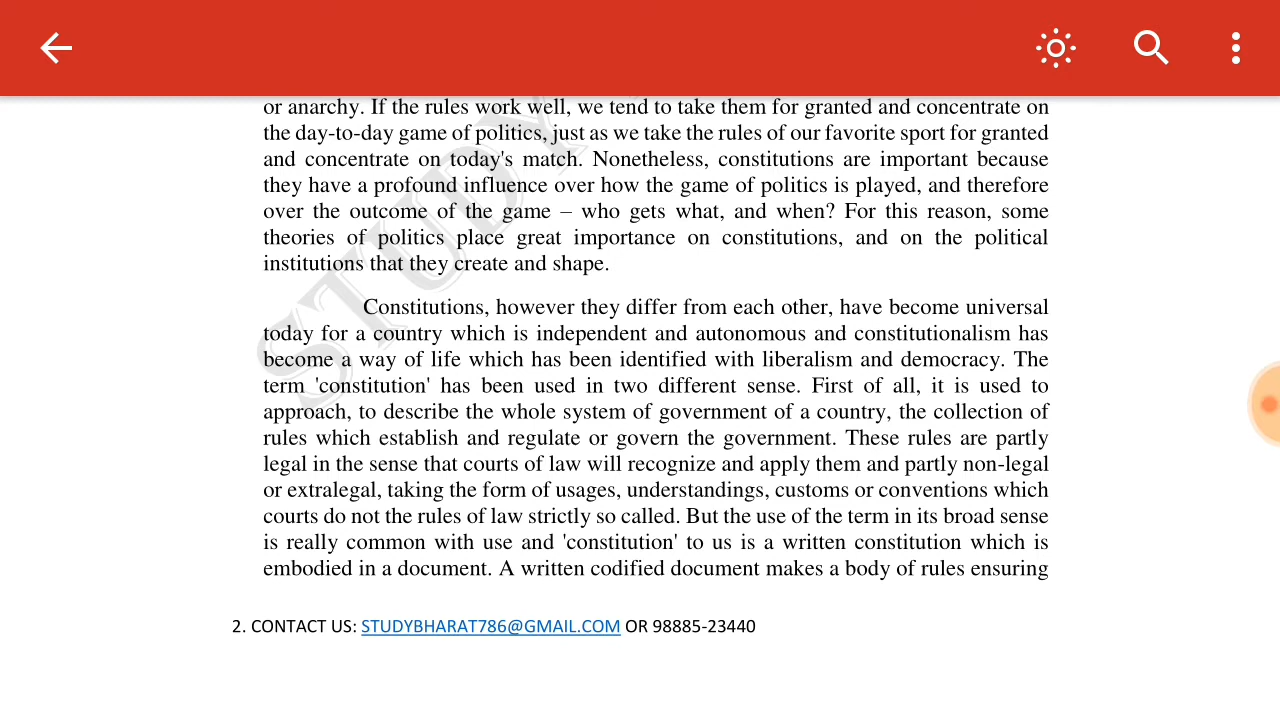 or anarchy. If the rules work well, we tend to take them for granted and concentrate on
the day-to-day game of politics, just as we take the rules of our favorite sport for granted
and concentrate on today's match. Nonetheless, constitutions are important because
they have a profound influence over how the game of politics is played, and therefore
over the outcome of the game – who gets what, and when? For this reason, some
theories of politics place great importance on constitutions, and on the political
institutions that they create and shape.
Constitutions, however they differ from each other, have become universal
today for a country which is independent and autonomous and constitutionalism has
become a way of life which has been identified with liberalism and democracy. The
term 'constitution' has been used in two different sense. First of all, it is used to
approach, to describe the whole system of government of a country, the collection of
rules which establish and regulate or govern the government. These rules are partly
legal in the sense that courts of law will recognize and apply them and partly non-legal
or extralegal, taking the form of usages, understandings, customs or conventions which
courts do not the rules of law strictly so called. But the use of the term in its broad sense
is really common with use and 'constitution' to us is a written constitution which is
embodied in a document. A written codified document makes a body of rules ensuring
STUDY
2. CONTACT US: STUDYBHARAT786@GMAIL.COM OR 98885-23440